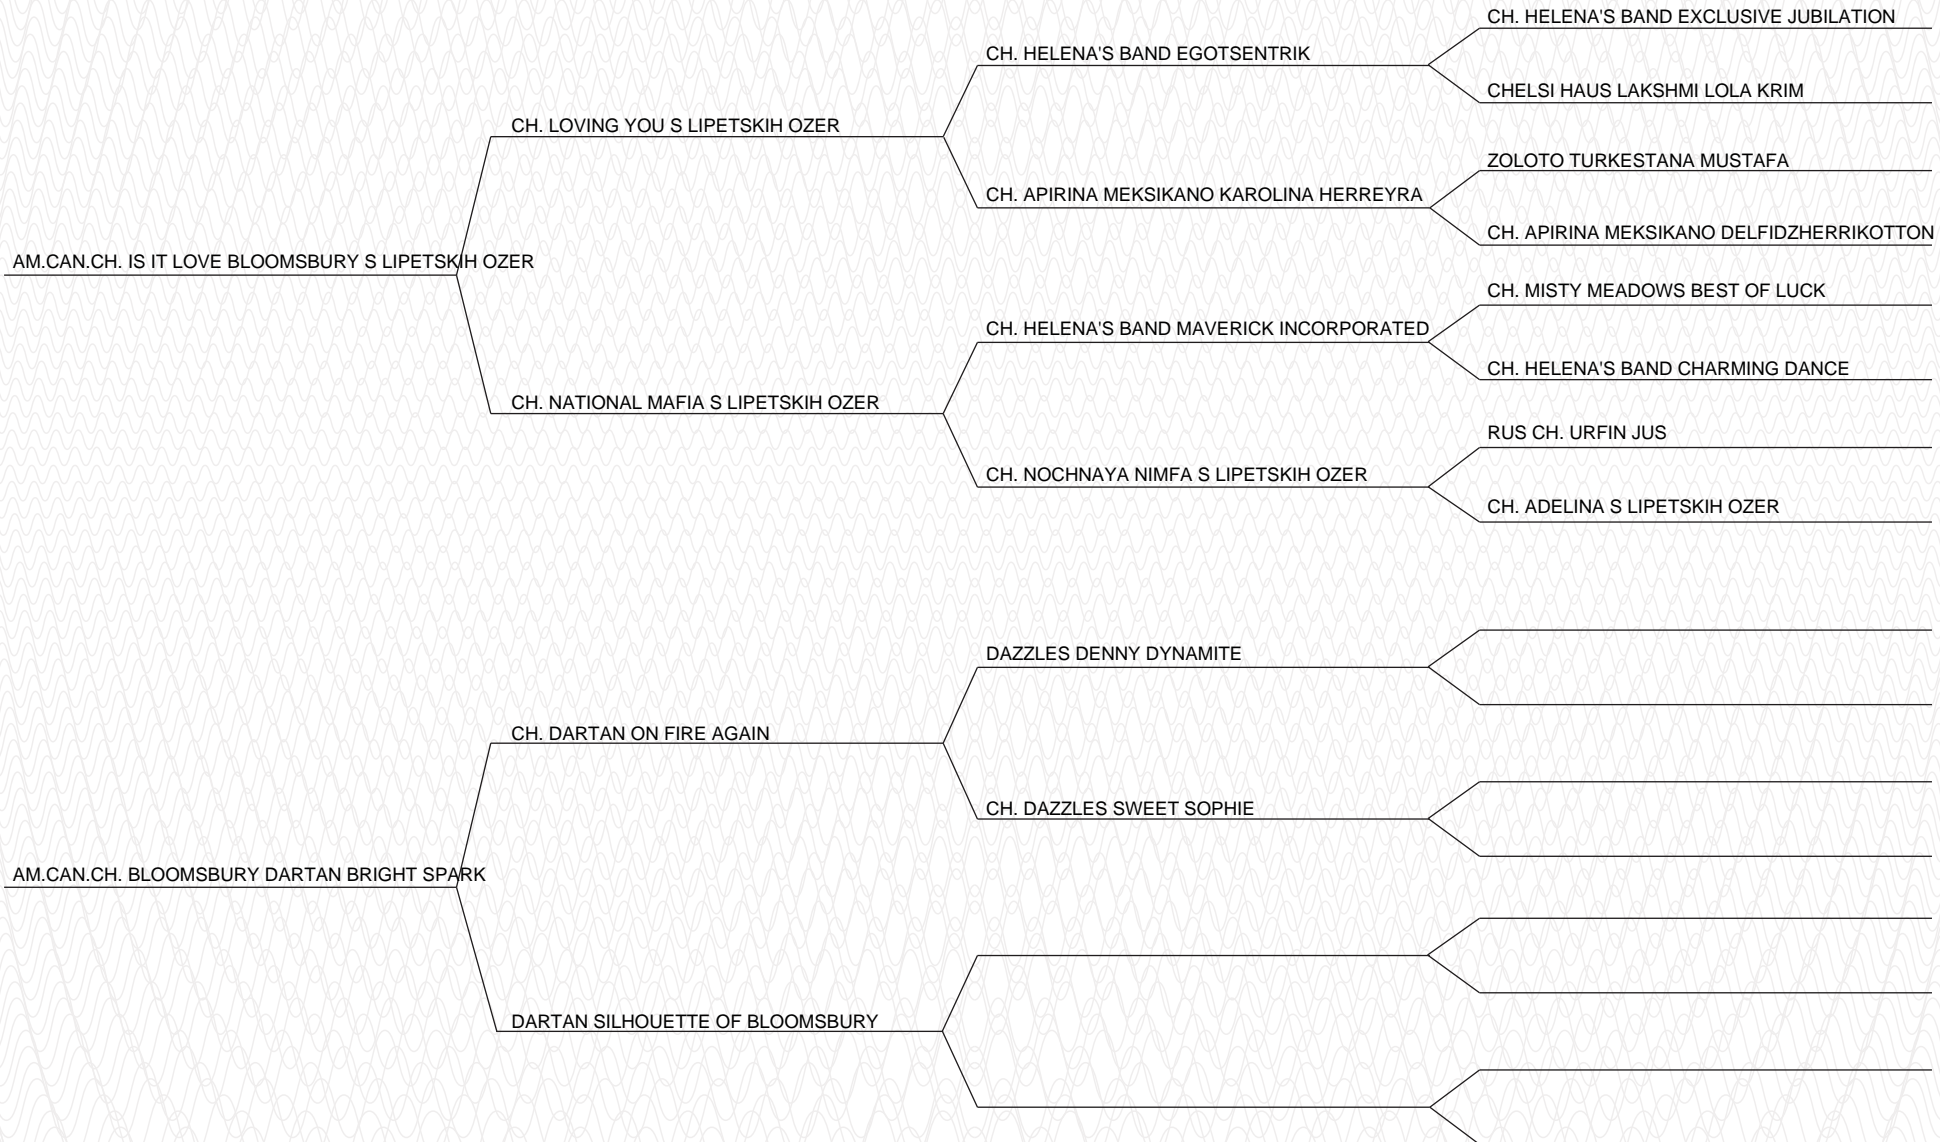 CH. HELENA'S BAND EXCLUSIVE JUBILATION
CH. HELENA'S BAND EGOTSENTRIK
CHELSI HAUS LAKSHMI LOLA KRIM
CH. LOVING YOU S LIPETSKIH OZER
ZOLOTO TURKESTANA MUSTAFA
CH. APIRINA MEKSIKANO KAROLINA HERREYRA
CH. APIRINA MEKSIKANO DELFIDZHERRIKOTTON
AM.CAN.CH. IS IT LOVE BLOOMSBURY S LIPETSKIH OZER
CH. MISTY MEADOWS BEST OF LUCK
CH. HELENA'S BAND MAVERICK INCORPORATED
CH. HELENA'S BAND CHARMING DANCE
CH. NATIONAL MAFIA S LIPETSKIH OZER
RUS CH. URFIN JUS
CH. NOCHNAYA NIMFA S LIPETSKIH OZER
CH. ADELINA S LIPETSKIH OZER
DAZZLES DENNY DYNAMITE
CH. DARTAN ON FIRE AGAIN
CH. DAZZLES SWEET SOPHIE
AM.CAN.CH. BLOOMSBURY DARTAN BRIGHT SPARK
DARTAN SILHOUETTE OF BLOOMSBURY